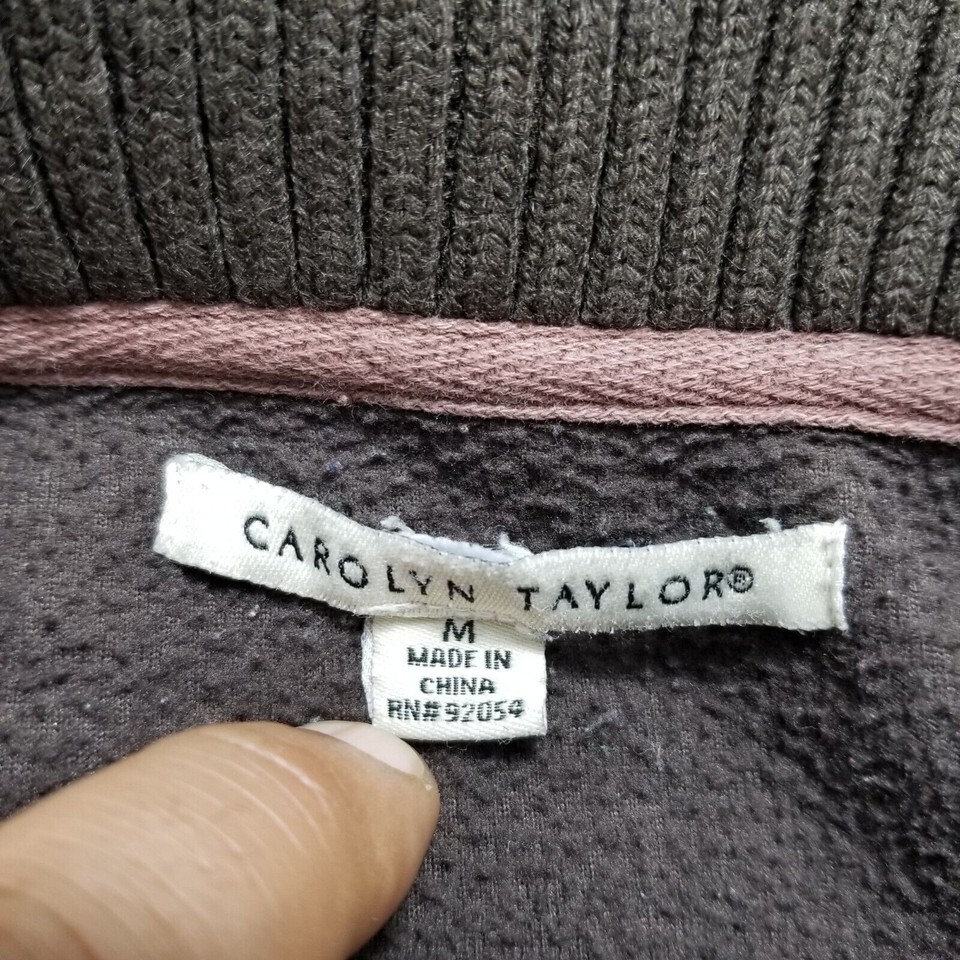 CAROLYN TAYLOR®
M
MADE IN
CHINA
RN#92054